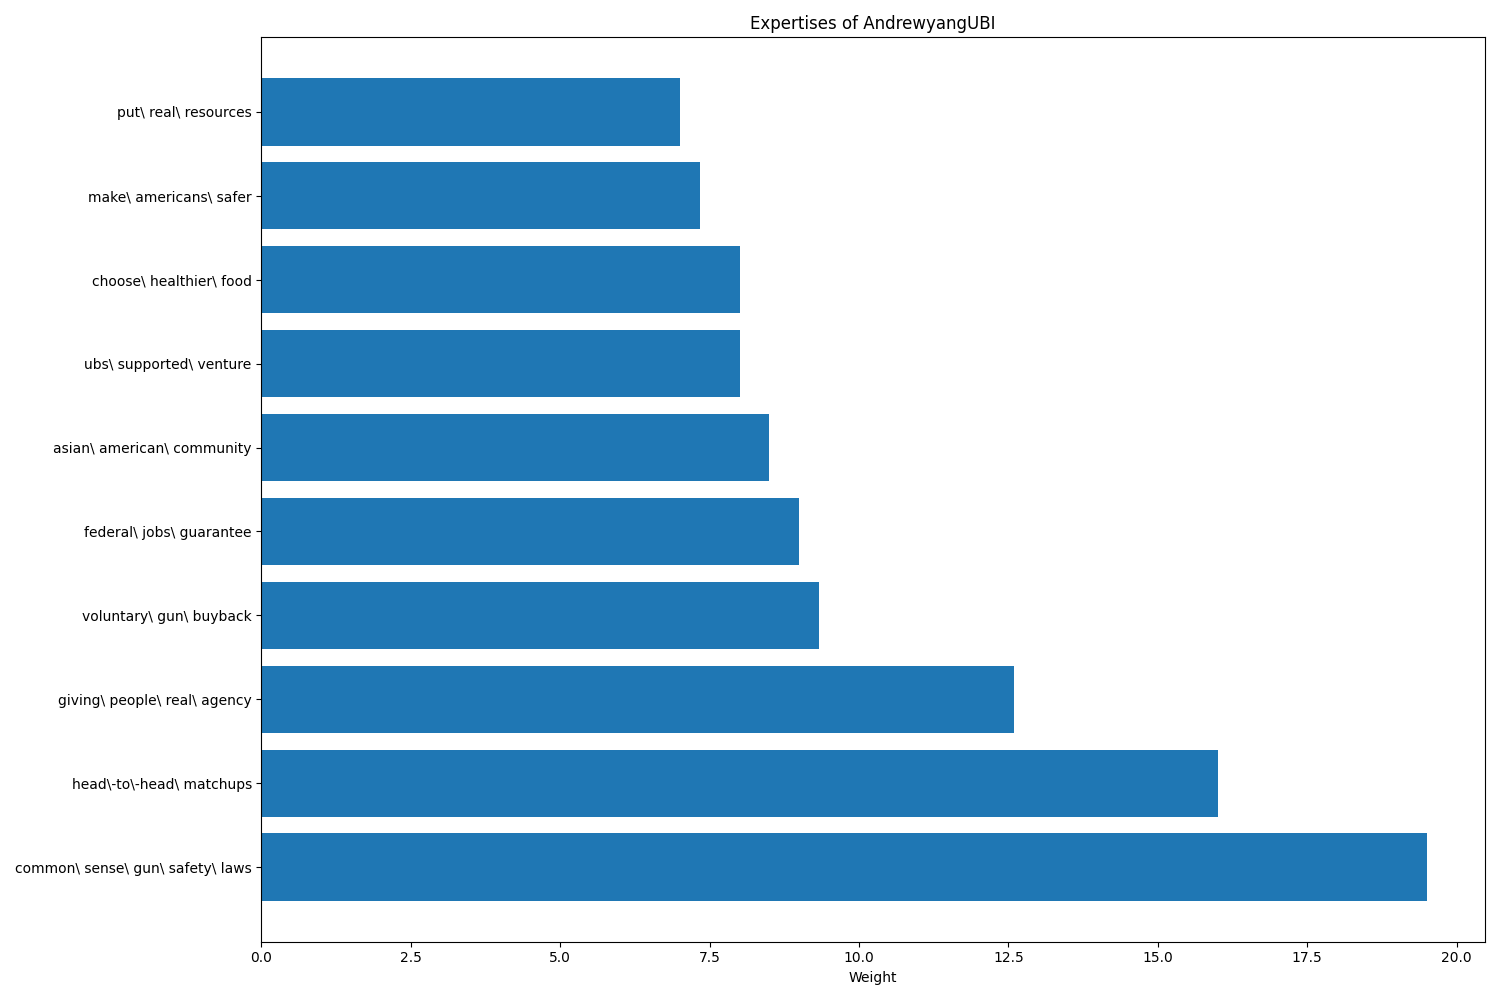 Expertises of AndrewyangUBI
put\ real\ resources
make\ americans\ safer
choose\ healthier\ food
ubs\ supported\ venture
asian\ american\ community
federal\ jobs\ guarantee
voluntary\ gun\ buyback
giving\ people\ real\ agency
head\-to\-head\ matchups
common\ sense\ gun\ safety\ laws
0.0 2.5 5.0 7.5 10.0 12.5 15.0 17.5 20.0
Weight